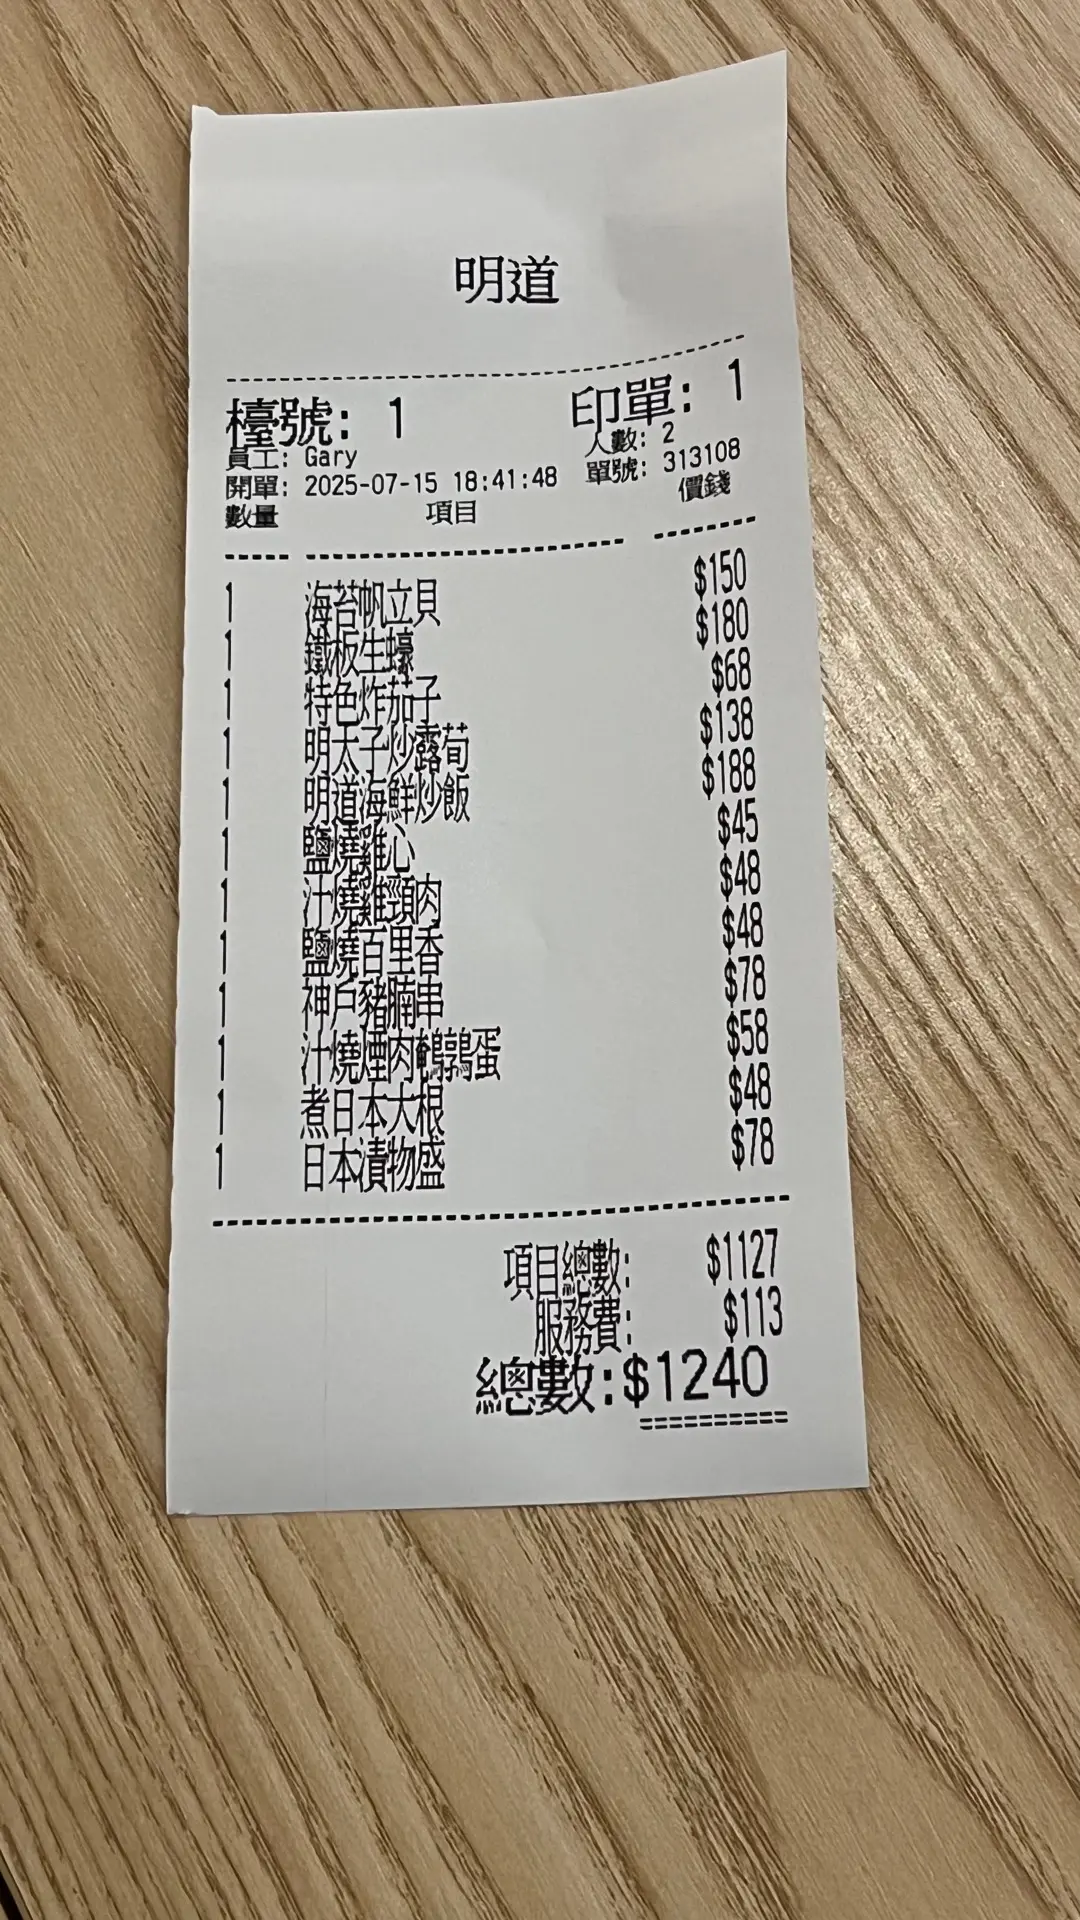 明道
檯號: 1 印單: 1
員工: Gary 人數: 2
開單: 2025-07-15 18:41:48 單號: 313108
數量 項目 價錢
1 海苔帆立貝 $150
1 鐵板生蠔 $180
1 特色炸茄子 $68
1 明太子炒露荀 $138
1 明道海鮮炒飯 $188
1 鹽燒雞心 $45
1 汁燒雞頸肉 $48
1 鹽燒百里香 $48
1 神戶豬腩串 $78
1 汁燒煙肉鵪鶉蛋 $58
1 煮日本大根 $48
1 日本漬物盛 $78
項目總數: $1127
服務費: $113
總數:$1240
==========